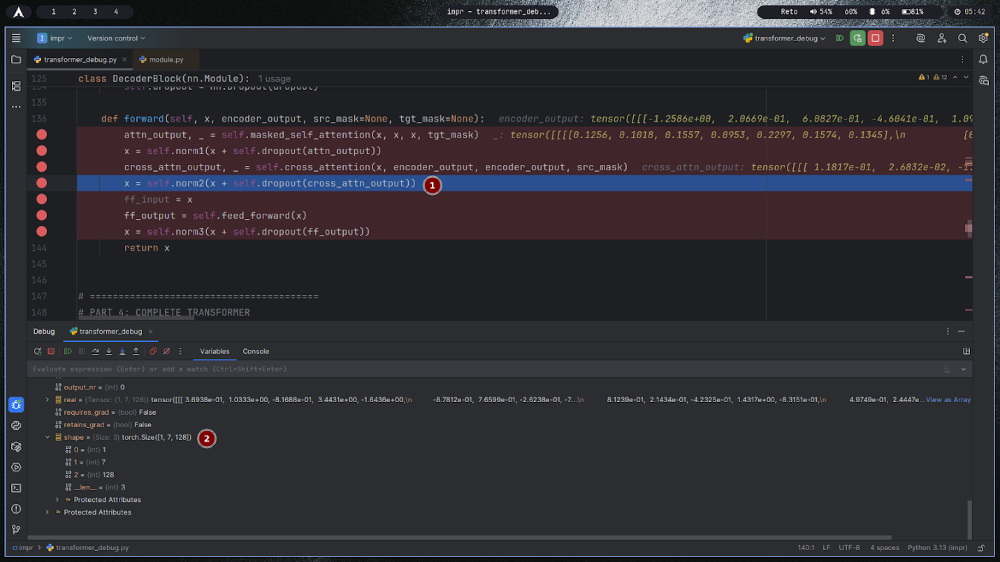 1 2 3 4
impr - transformer_deb...
Reto 54% 60% 6% 81% 05:42
I impr Version control
transformer_debug
transformer_debug.py × module.py
125 class DecoderBlock(nn.Module): 1 usage
1 12
134 self.dropout = nn.Dropout(dropout)
135
136 def forward(self, x, encoder_output, src_mask=None, tgt_mask=None): encoder_output: tensor([[[-1.2586e+00, 2.0669e-01, 6.0827e-01, -4.6041e-01, 1.09
attn_output, _ = self.masked_self_attention(x, x, x, tgt_mask) _: tensor([[[[0.1256, 0.1018, 0.1557, 0.0953, 0.2297, 0.1574, 0.1345],\n [0
x = self.norm1(x + self.dropout(attn_output))
cross_attn_output, _ = self.cross_attention(x, encoder_output, encoder_output, src_mask) cross_attn_output: tensor([[[ 1.1817e-01, 2.6832e-02, -1.
x = self.norm2(x + self.dropout(cross_attn_output)) 1
ff_input = x
ff_output = self.feed_forward(x)
x = self.norm3(x + self.dropout(ff_output))
144 return x
145
146
147 # ========================================
148 # PART 4: COMPLETE TRANSFORMER
Debug transformer_debug ×
Variables Console
Evaluate expression (Enter) or add a watch (Ctrl+Shift+Enter)
output_nr = {int} 0
real = {Tensor: (1, 7, 128)} tensor([[[ 3.6938e-01, 1.0333e+00, -8.1688e-01, 3.4431e+00, -1.6436e+00,\n -8.7812e-01, 7.6599e-01, -2.6238e-01, -7...\n 8.1239e-01, 2.1434e-01, -4.2325e-01, 1.4317e+00, -8.3151e-01,\n 4.9749e-01, 2.4447e...View as Array
requires_grad = {bool} False
retains_grad = {bool} False
shape = {Size: 3} torch.Size([1, 7, 128]) 2
0 = {int} 1
1 = {int} 7
2 = {int} 128
__len__ = {int} 3
Protected Attributes
Protected Attributes
impr > transformer_debug.py
140:1 LF UTF-8 4 spaces Python 3.13 (impr)